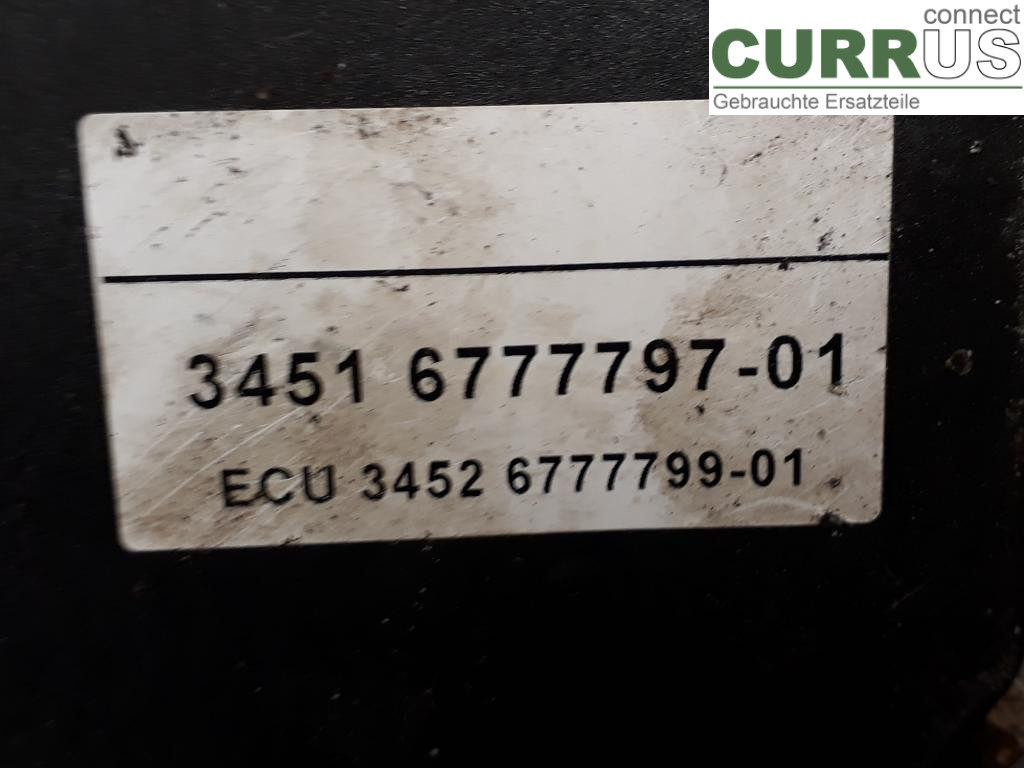 connect
CURRUS
Gebrauchte Ersatzteile
3451 6777797-01
ECU 3452 6777799-01